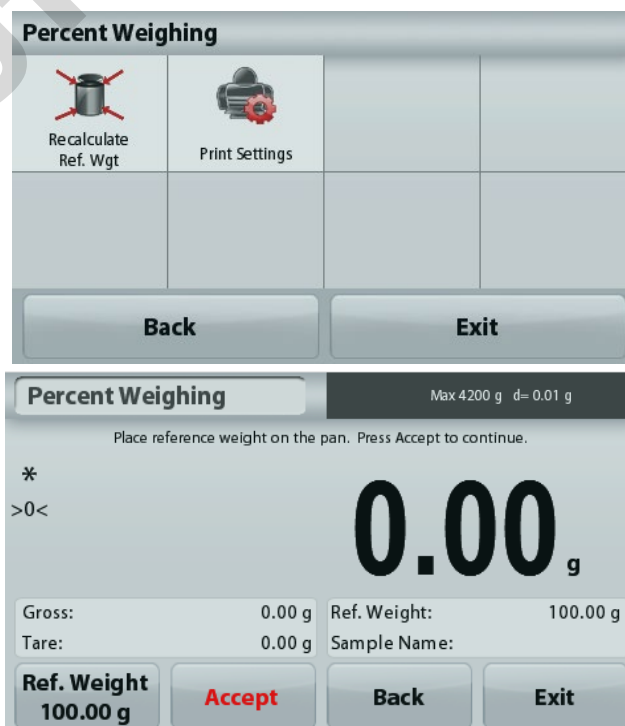 Percent Weighing
Recalculate
Ref. Wgt
Print Settings
Back
Exit
Percent Weighing
Max 4200 g d= 0.01 g
Place reference weight on the pan. Press Accept to continue.
*
>0<
0.00 g
Gross: 0.00 g
Ref. Weight: 100.00 g
Tare: 0.00 g
Sample Name:
Ref. Weight
100.00 g
Accept
Back
Exit